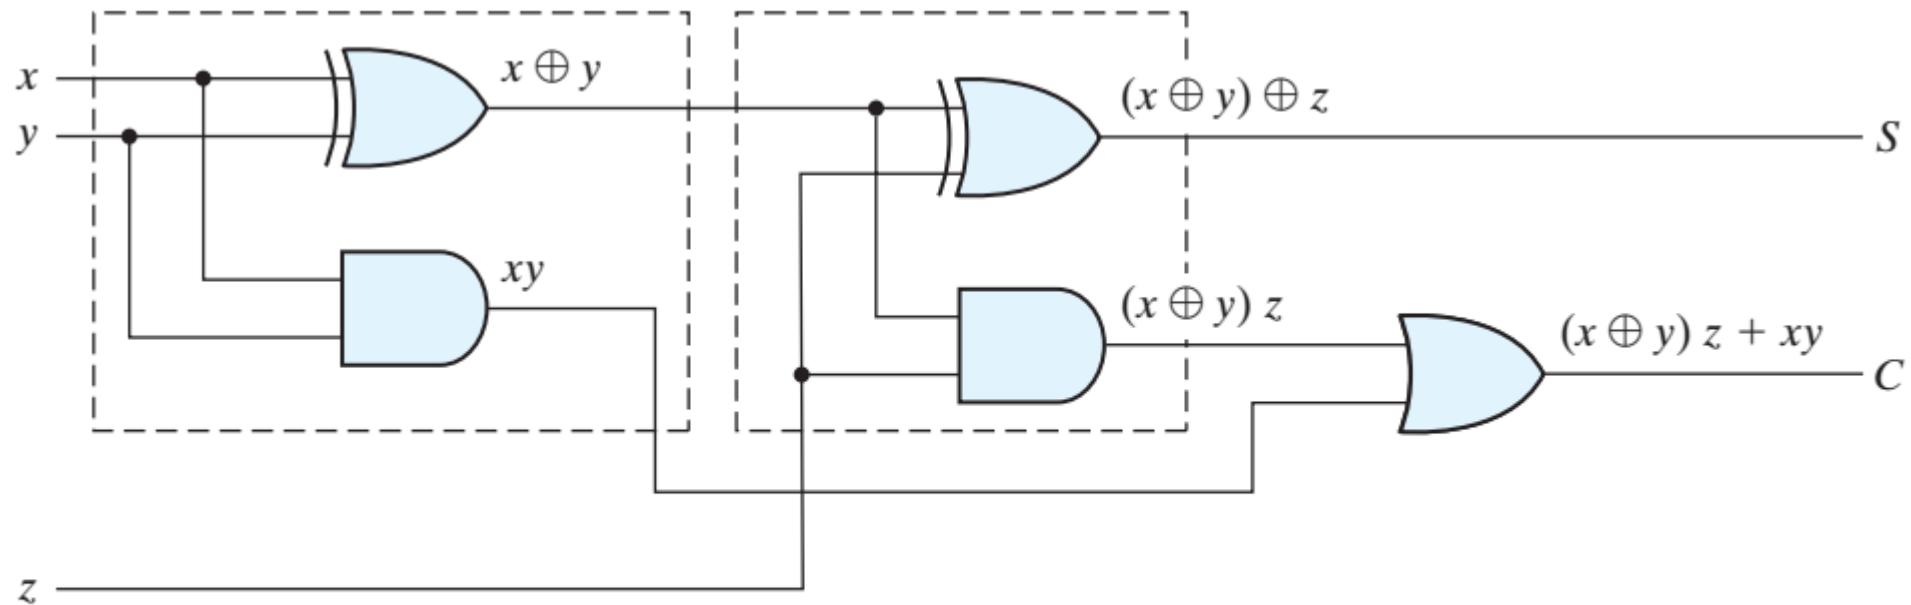 x
y
x ⊕ y
(x ⊕ y) ⊕ z
S
xy
(x ⊕ y) z
(x ⊕ y) z + xy
C
z